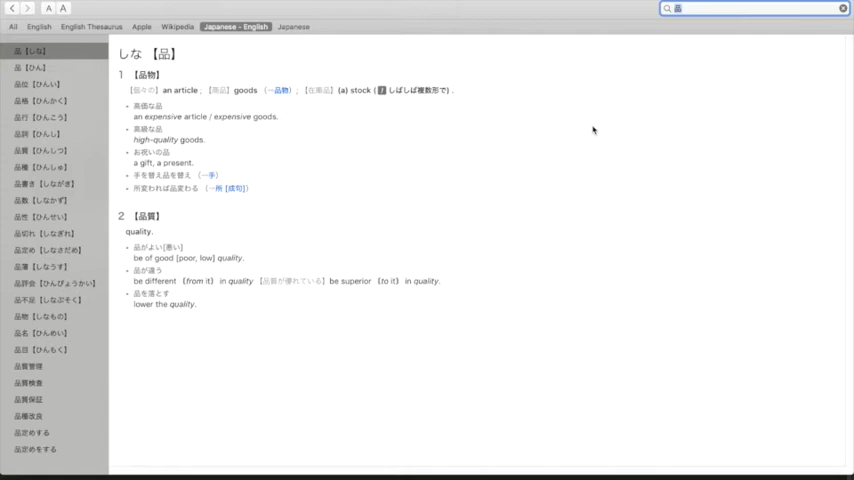 A A
品
All English English Thesaurus Apple Wikipedia Japanese - English Japanese
品【しな】
品【ひん】
品位【ひんい】
品格【ひんかく】
品行【ひんこう】
品詞【ひんし】
品質【ひんしつ】
品種【ひんしゅ】
品書き【しながき】
品数【しなかず】
品性【ひんせい】
品切れ【しなぎれ】
品定め【しなさだめ】
品薄【しなうす】
品評会【ひんぴょうかい】
品不足【しなぶそく】
品物【しなもの】
品名【ひんめい】
品目【ひんもく】
品質管理
品質検査
品質保証
品種改良
品定めする
品定めをする
しな 【品】
1 【品物】
【個々の】an article ; 【商品】goods （→品物）; 【在庫品】(a) stock ( しばしば複数形で) .
• 高価な品
an expensive article / expensive goods.
• 高級な品
high-quality goods.
• お祝いの品
a gift, a present.
• 手を替え品を替え （→手）
• 所変われば品変わる （→所 [成句]）
2 【品質】
quality.
• 品がよい[悪い]
be of good [poor, low] quality.
• 品が違う
be different 《from it》 in quality 【品質が優れている】be superior 《to it》 in quality.
• 品を落とす
lower the quality.